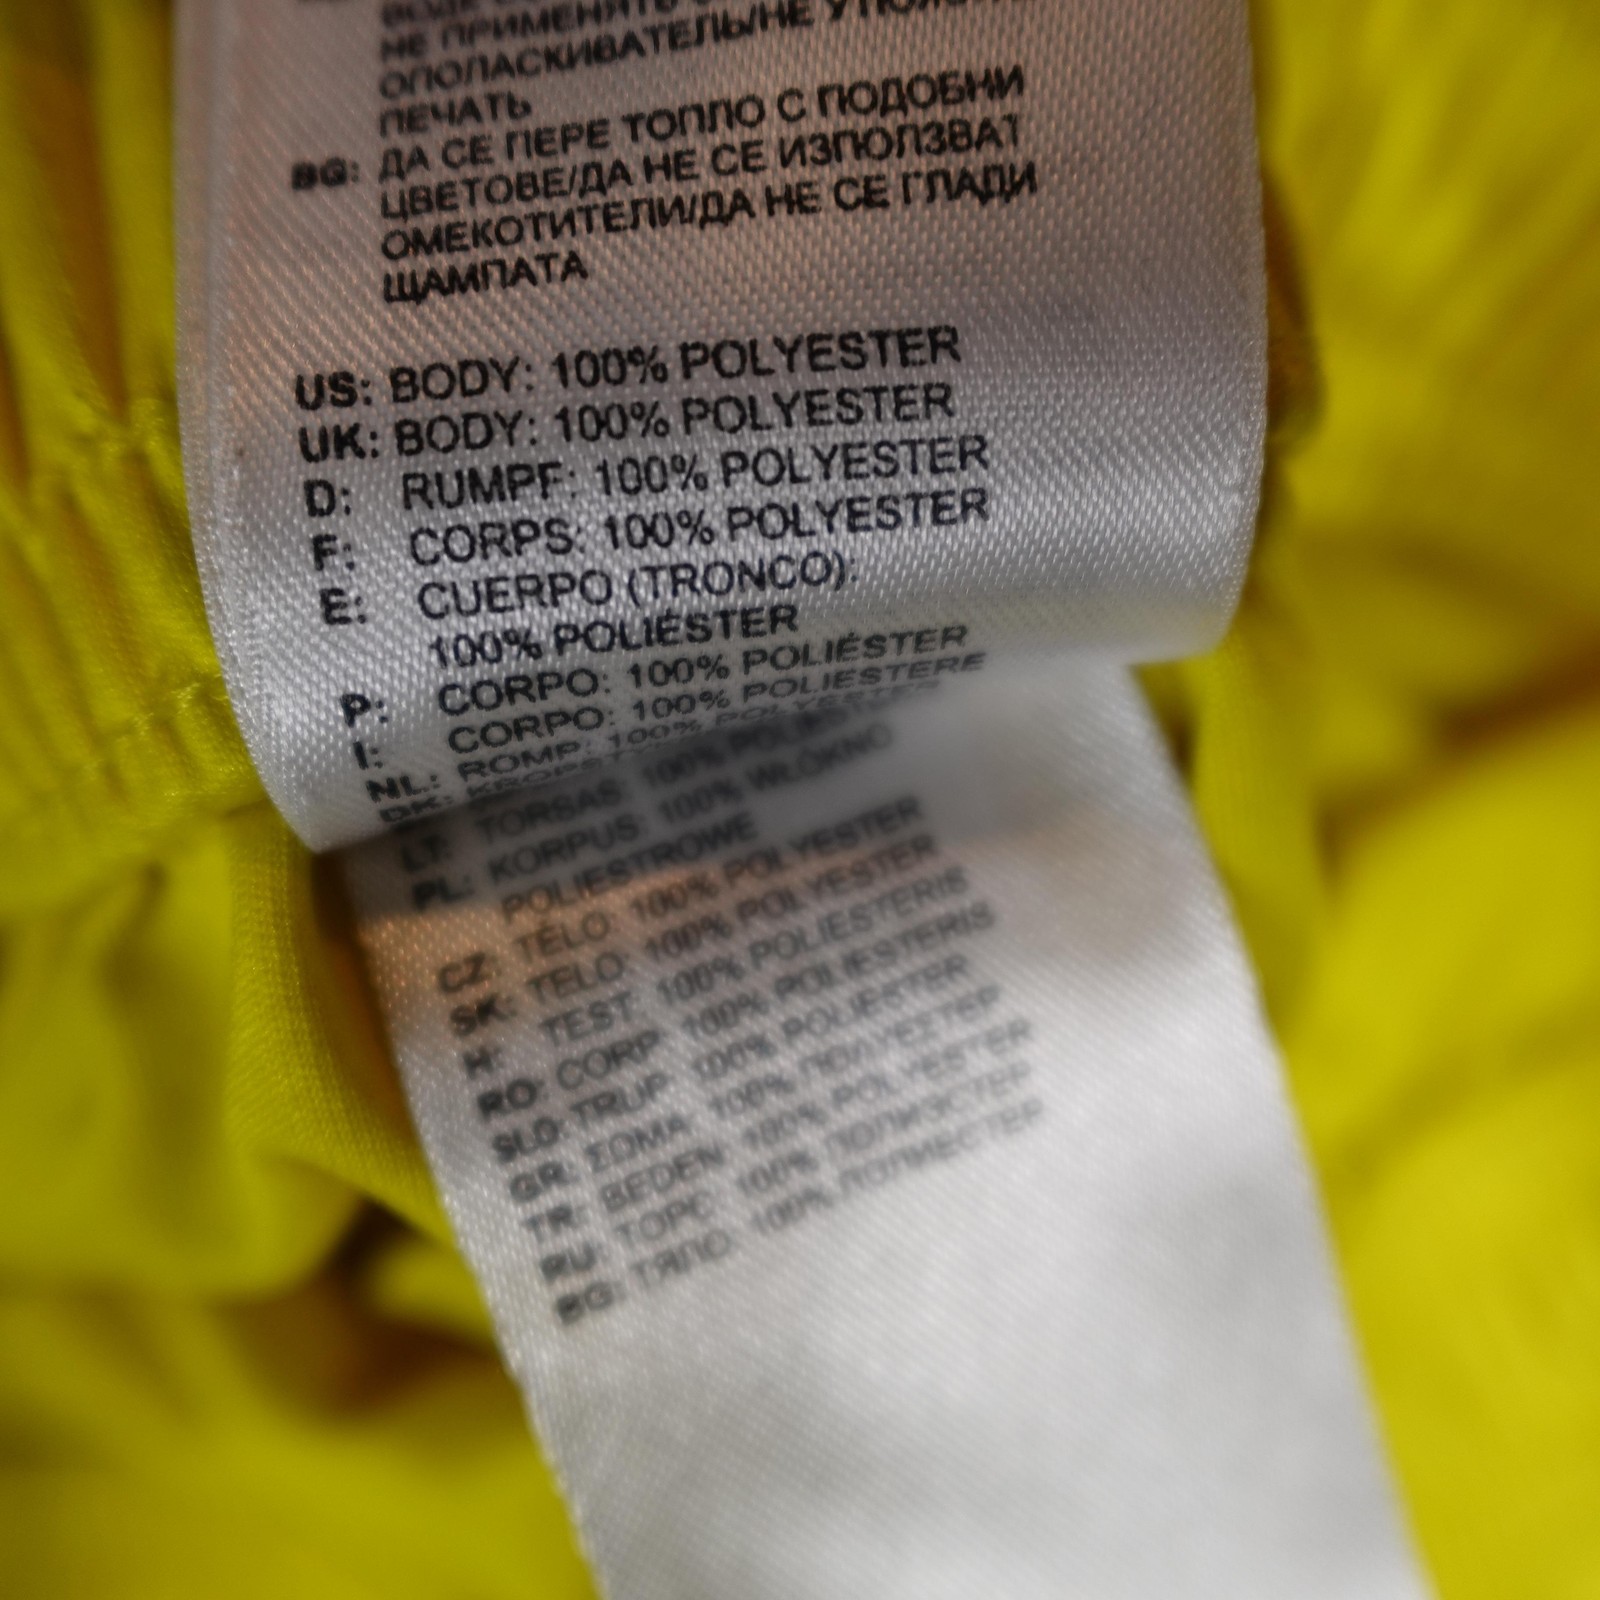 НЕ ПРИМЕНЯТЬ
ОПОЛАСКИВАТЕЛЬ/НЕ
ПЕЧАТЬ
BG: ДА СЕ ПЕРЕ ТОПЛО С ПОДОБНИ
ЦВЕТОВЕ/ДА НЕ СЕ ИЗПОЛЗВАТ
ОМЕКОТИТЕЛИ/ДА НЕ СЕ ГЛАДИ
ЩАМПАТА
US: BODY: 100% POLYESTER
UK: BODY: 100% POLYESTER
D: RUMPF: 100% POLYESTER
F: CORPS: 100% POLYESTER
E: CUERPO (TRONCO):
100% POLIÉSTER
P: CORPO: 100% POLIÉSTER
I: CORPO: 100% POLIESTERE
NL: ROMP: 100% POLYESTER
DK:
LT: TORSAS 100%
PL: KORPUS 100% WŁÓKNO
POLIESTROWE
CZ: TĚLO: 100% POLYESTER
SK: TELO: 100% POLYESTER
H: TEST: 100% POLIESTERIS
RO: CORP 100% POLIESTERIS
SLO: TRUP: 100% POLIESTER
GR: ΣΩΜΑ 100% ΠΟΛΥΕΣΤΕΡ
TR: BEDEN: 100% POLYESTER
RU: ТОРС: 100% ПОЛИЭСТЕР
BG: ТЯЛО: 100% ПОЛИЕСТЕР